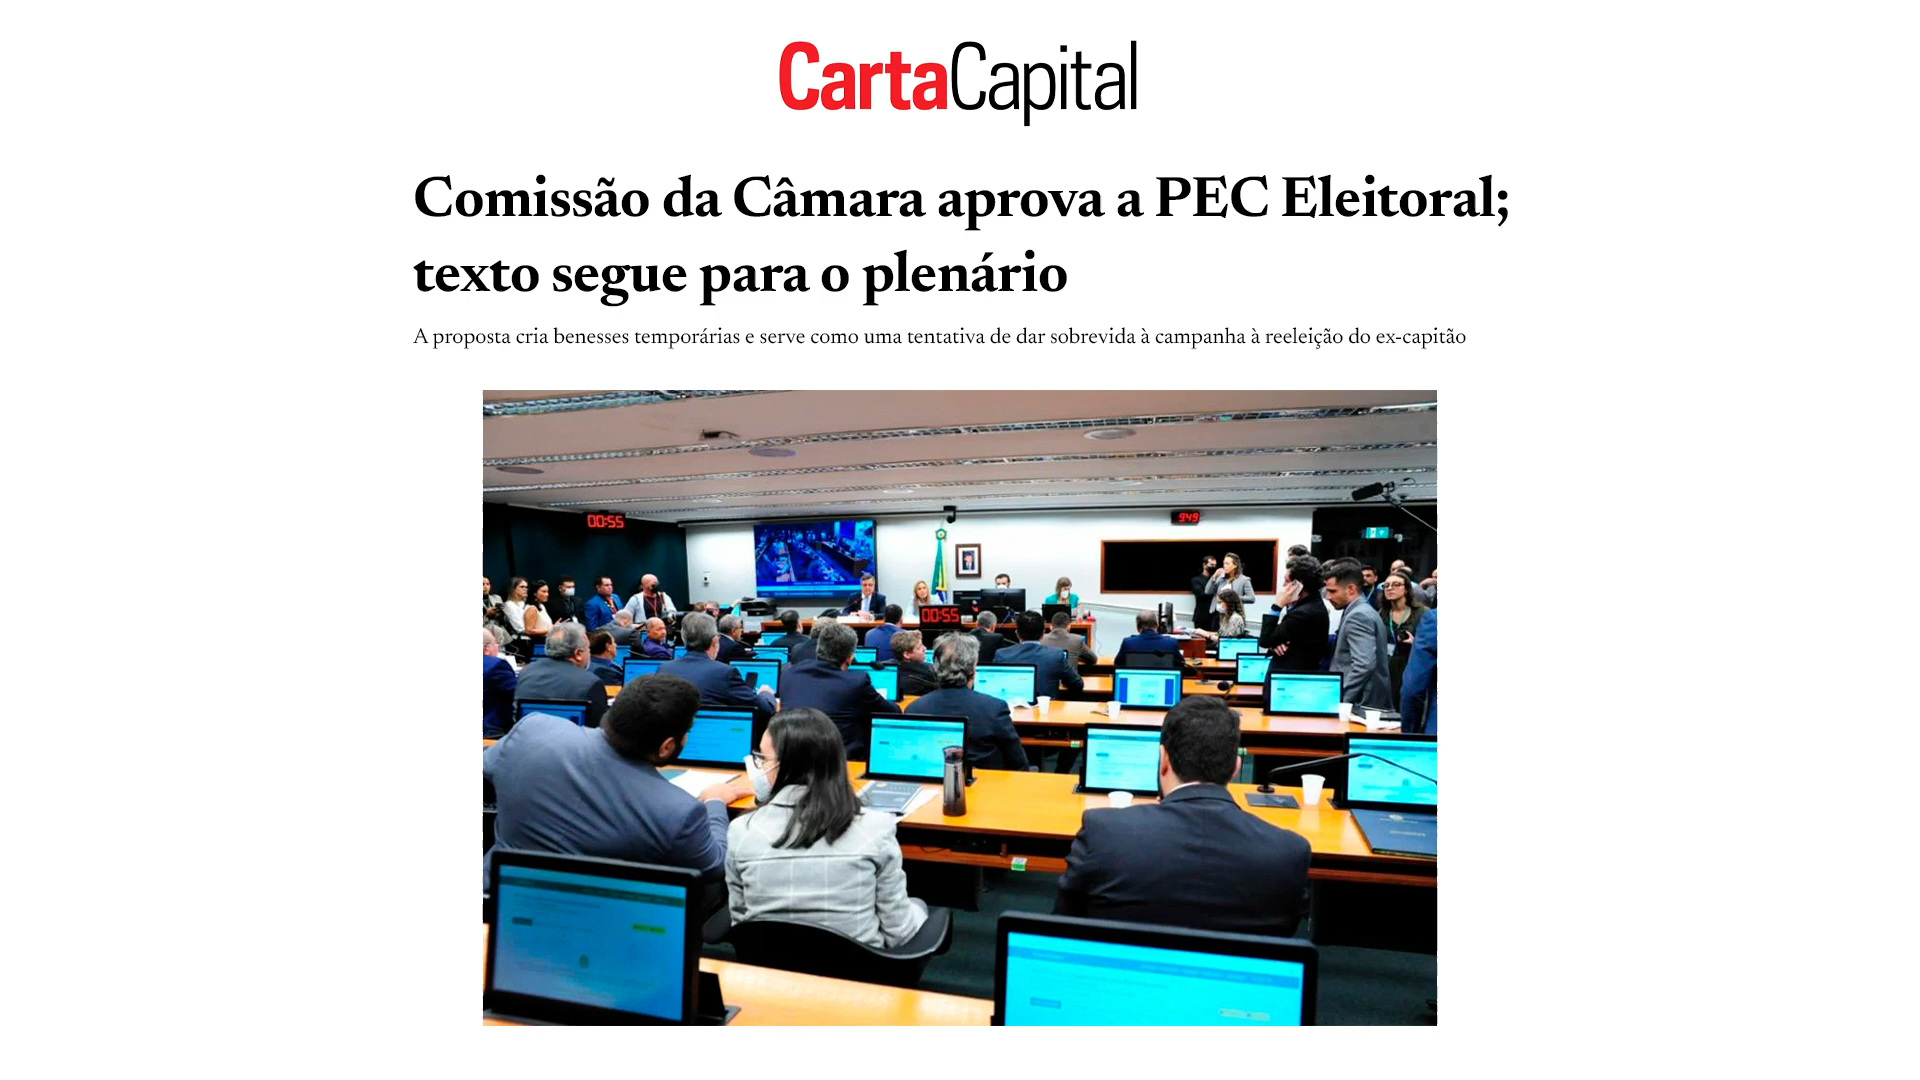 CartaCapital
Comissão da Câmara aprova a PEC Eleitoral;
texto segue para o plenário
A proposta cria benesses temporárias e serve como uma tentativa de dar sobrevida à campanha à reeleição do ex-capitão
00:55
949
00:55